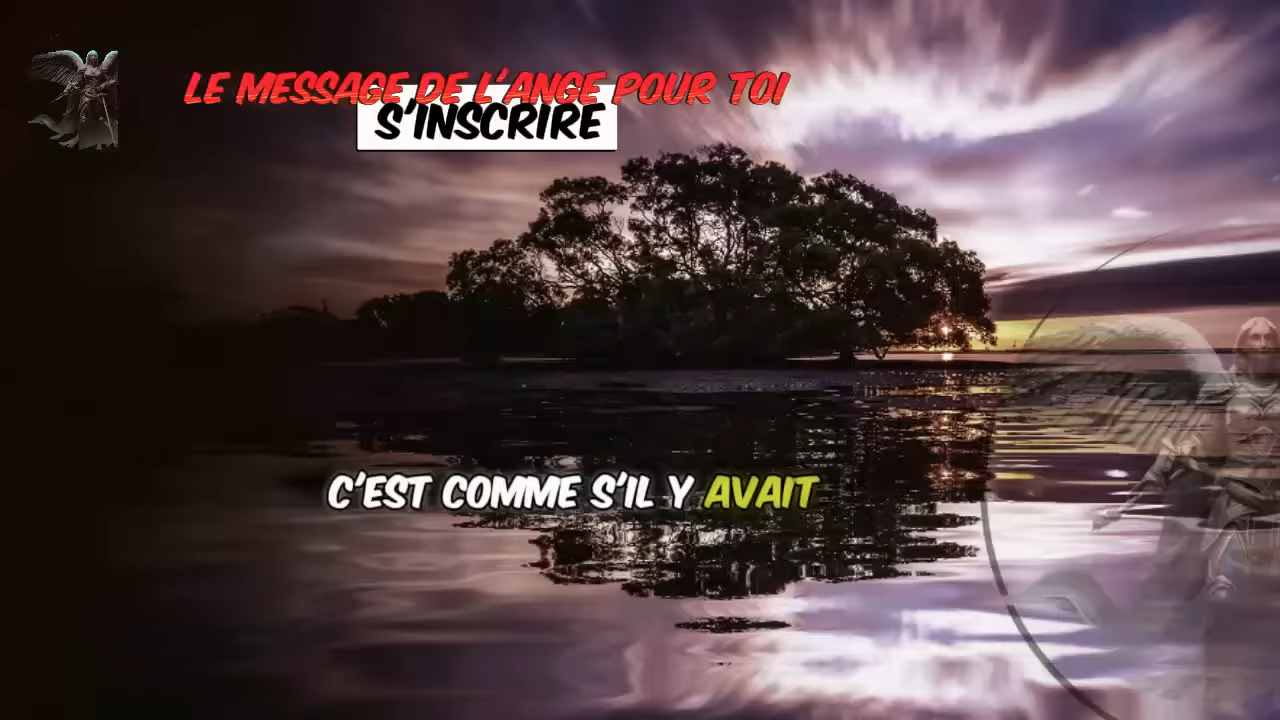 LE MESSAGE DE L'ANGE POUR TOI
S'INSCRIRE
C'EST COMME S'IL Y AVAIT